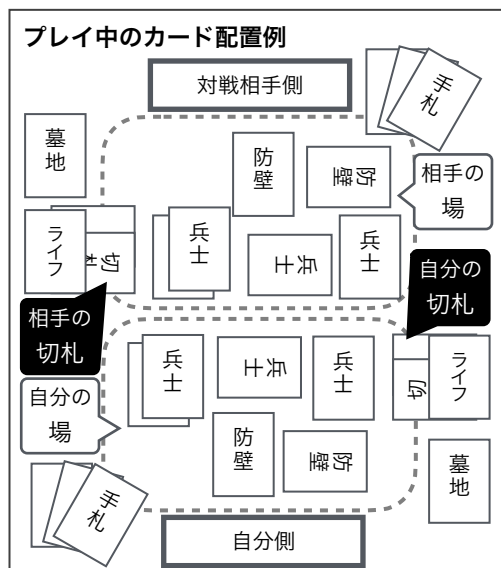 プレイ中のカード配置例
対戦相手側
手札
墓地
防壁
防壁
相手の
場
ライフ
切札
兵士
兵士
兵士
自分の
切札
相手の
切札
自分の
場
兵士
兵士
兵士
切
ライフ
防壁
防壁
手札
墓地
自分側